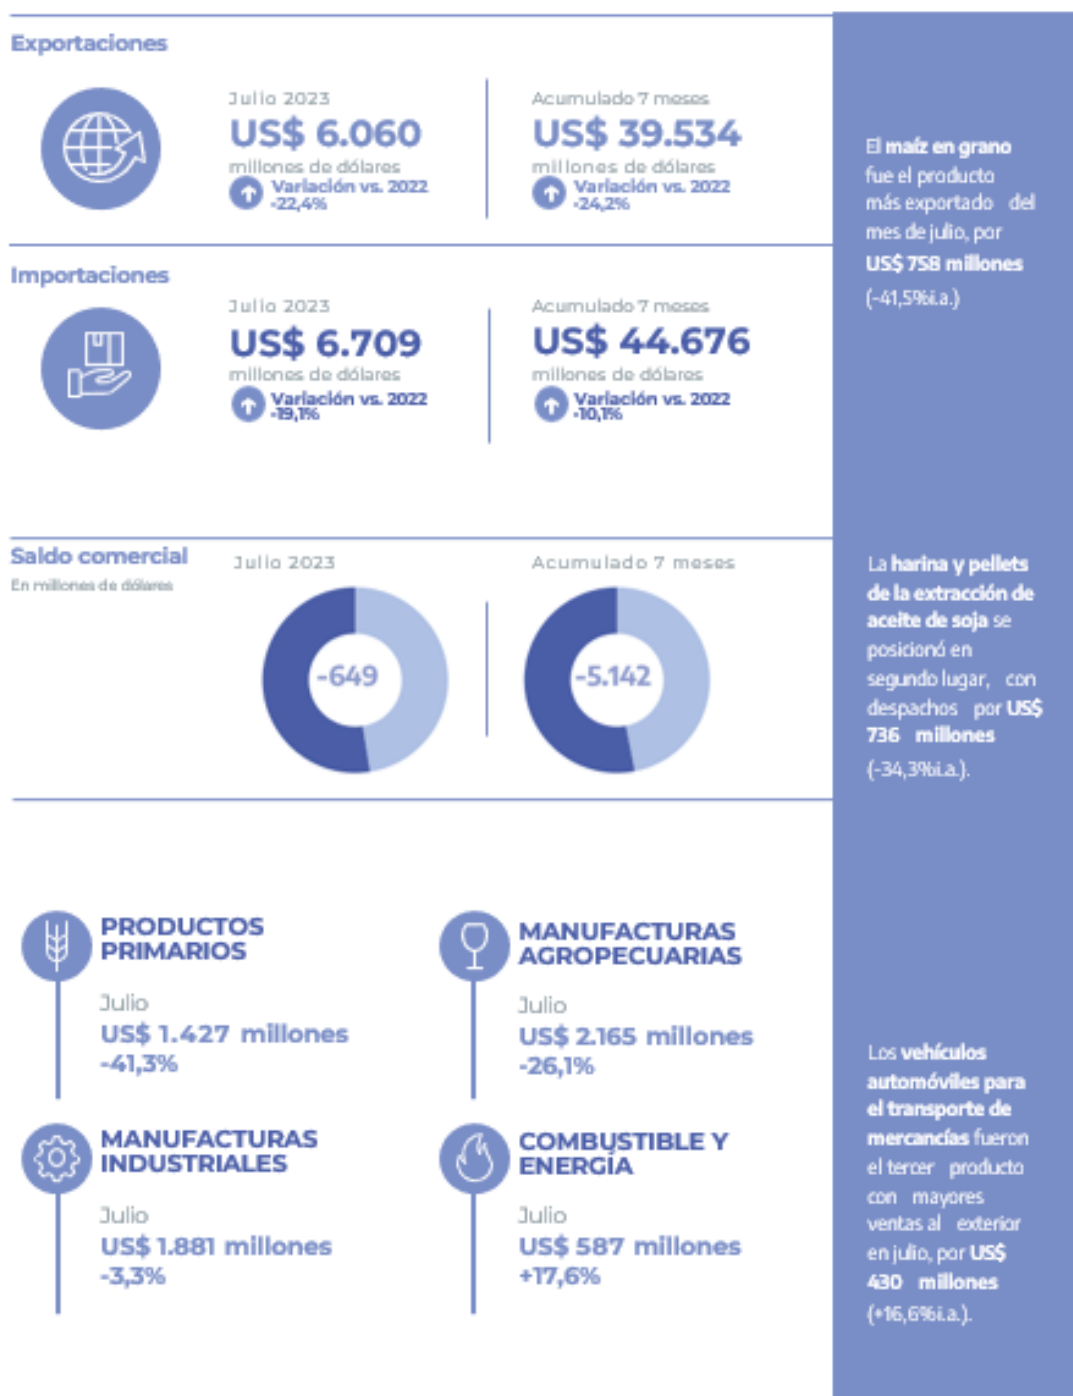 Exportaciones
Julio 2023
US$ 6.060
millones de dólares
Variación vs. 2022
-22,4%
Acumulado 7 meses
US$ 39.534
millones de dólares
Variación vs. 2022
-24,2%
Importaciones
Julio 2023
US$ 6.709
millones de dólares
Variación vs. 2022
-19,1%
Acumulado 7 meses
US$ 44.676
millones de dólares
Variación vs. 2022
-10,1%
Saldo comercial
En millones de dólares
Julio 2023
-649
Acumulado 7 meses
-5.142
PRODUCTOS
PRIMARIOS
Julio
US$ 1.427 millones
-41,3%
MANUFACTURAS
AGROPECUARIAS
Julio
US$ 2.165 millones
-26,1%
MANUFACTURAS
INDUSTRIALES
Julio
US$ 1.881 millones
-3,3%
COMBUSTIBLE Y
ENERGÍA
Julio
US$ 587 millones
+17,6%
El maíz en grano
fue el producto
más exportado del
mes de julio, por
US$ 758 millones
(-41,5%i.a.)
La harina y pellets
de la extracción de
aceite de soja se
posicionó en
segundo lugar, con
despachos por US$
736 millones
(-34,3%i.a.).
Los vehículos
automóviles para
el transporte de
mercancías fueron
el tercer producto
con mayores
ventas al exterior
en julio, por US$
430 millones
(+16,6%i.a.).